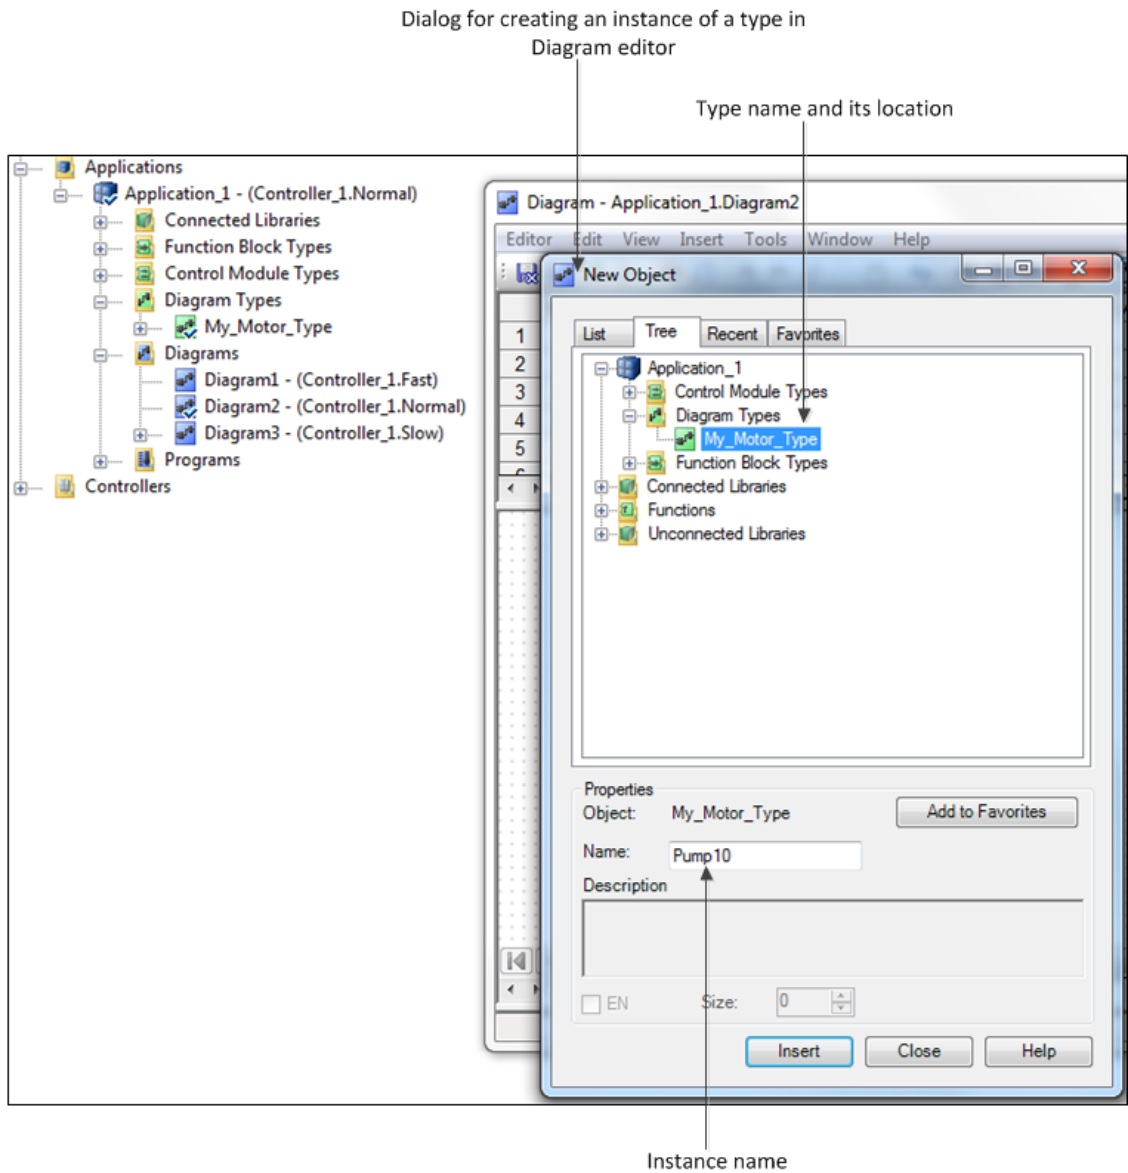 Dialog for creating an instance of a type in
Diagram editor
Type name and its location
Applications
Application_1 - (Controller_1.Normal)
Connected Libraries
Function Block Types
Control Module Types
Diagram Types
My_Motor_Type
Diagrams
Diagram1 - (Controller_1.Fast)
Diagram2 - (Controller_1.Normal)
Diagram3 - (Controller_1.Slow)
Programs
Controllers
Diagram - Application_1.Diagram2
Editor Edit View Insert Tools Window Help
New Object
1
2
3
4
5
List Tree Recent Favorites
Application_1
Control Module Types
Diagram Types
My_Motor_Type
Function Block Types
Connected Libraries
Functions
Unconnected Libraries
Properties
Object: My_Motor_Type Add to Favorites
Name: Pump10
Description
EN Size: 0
Insert Close Help
Instance name